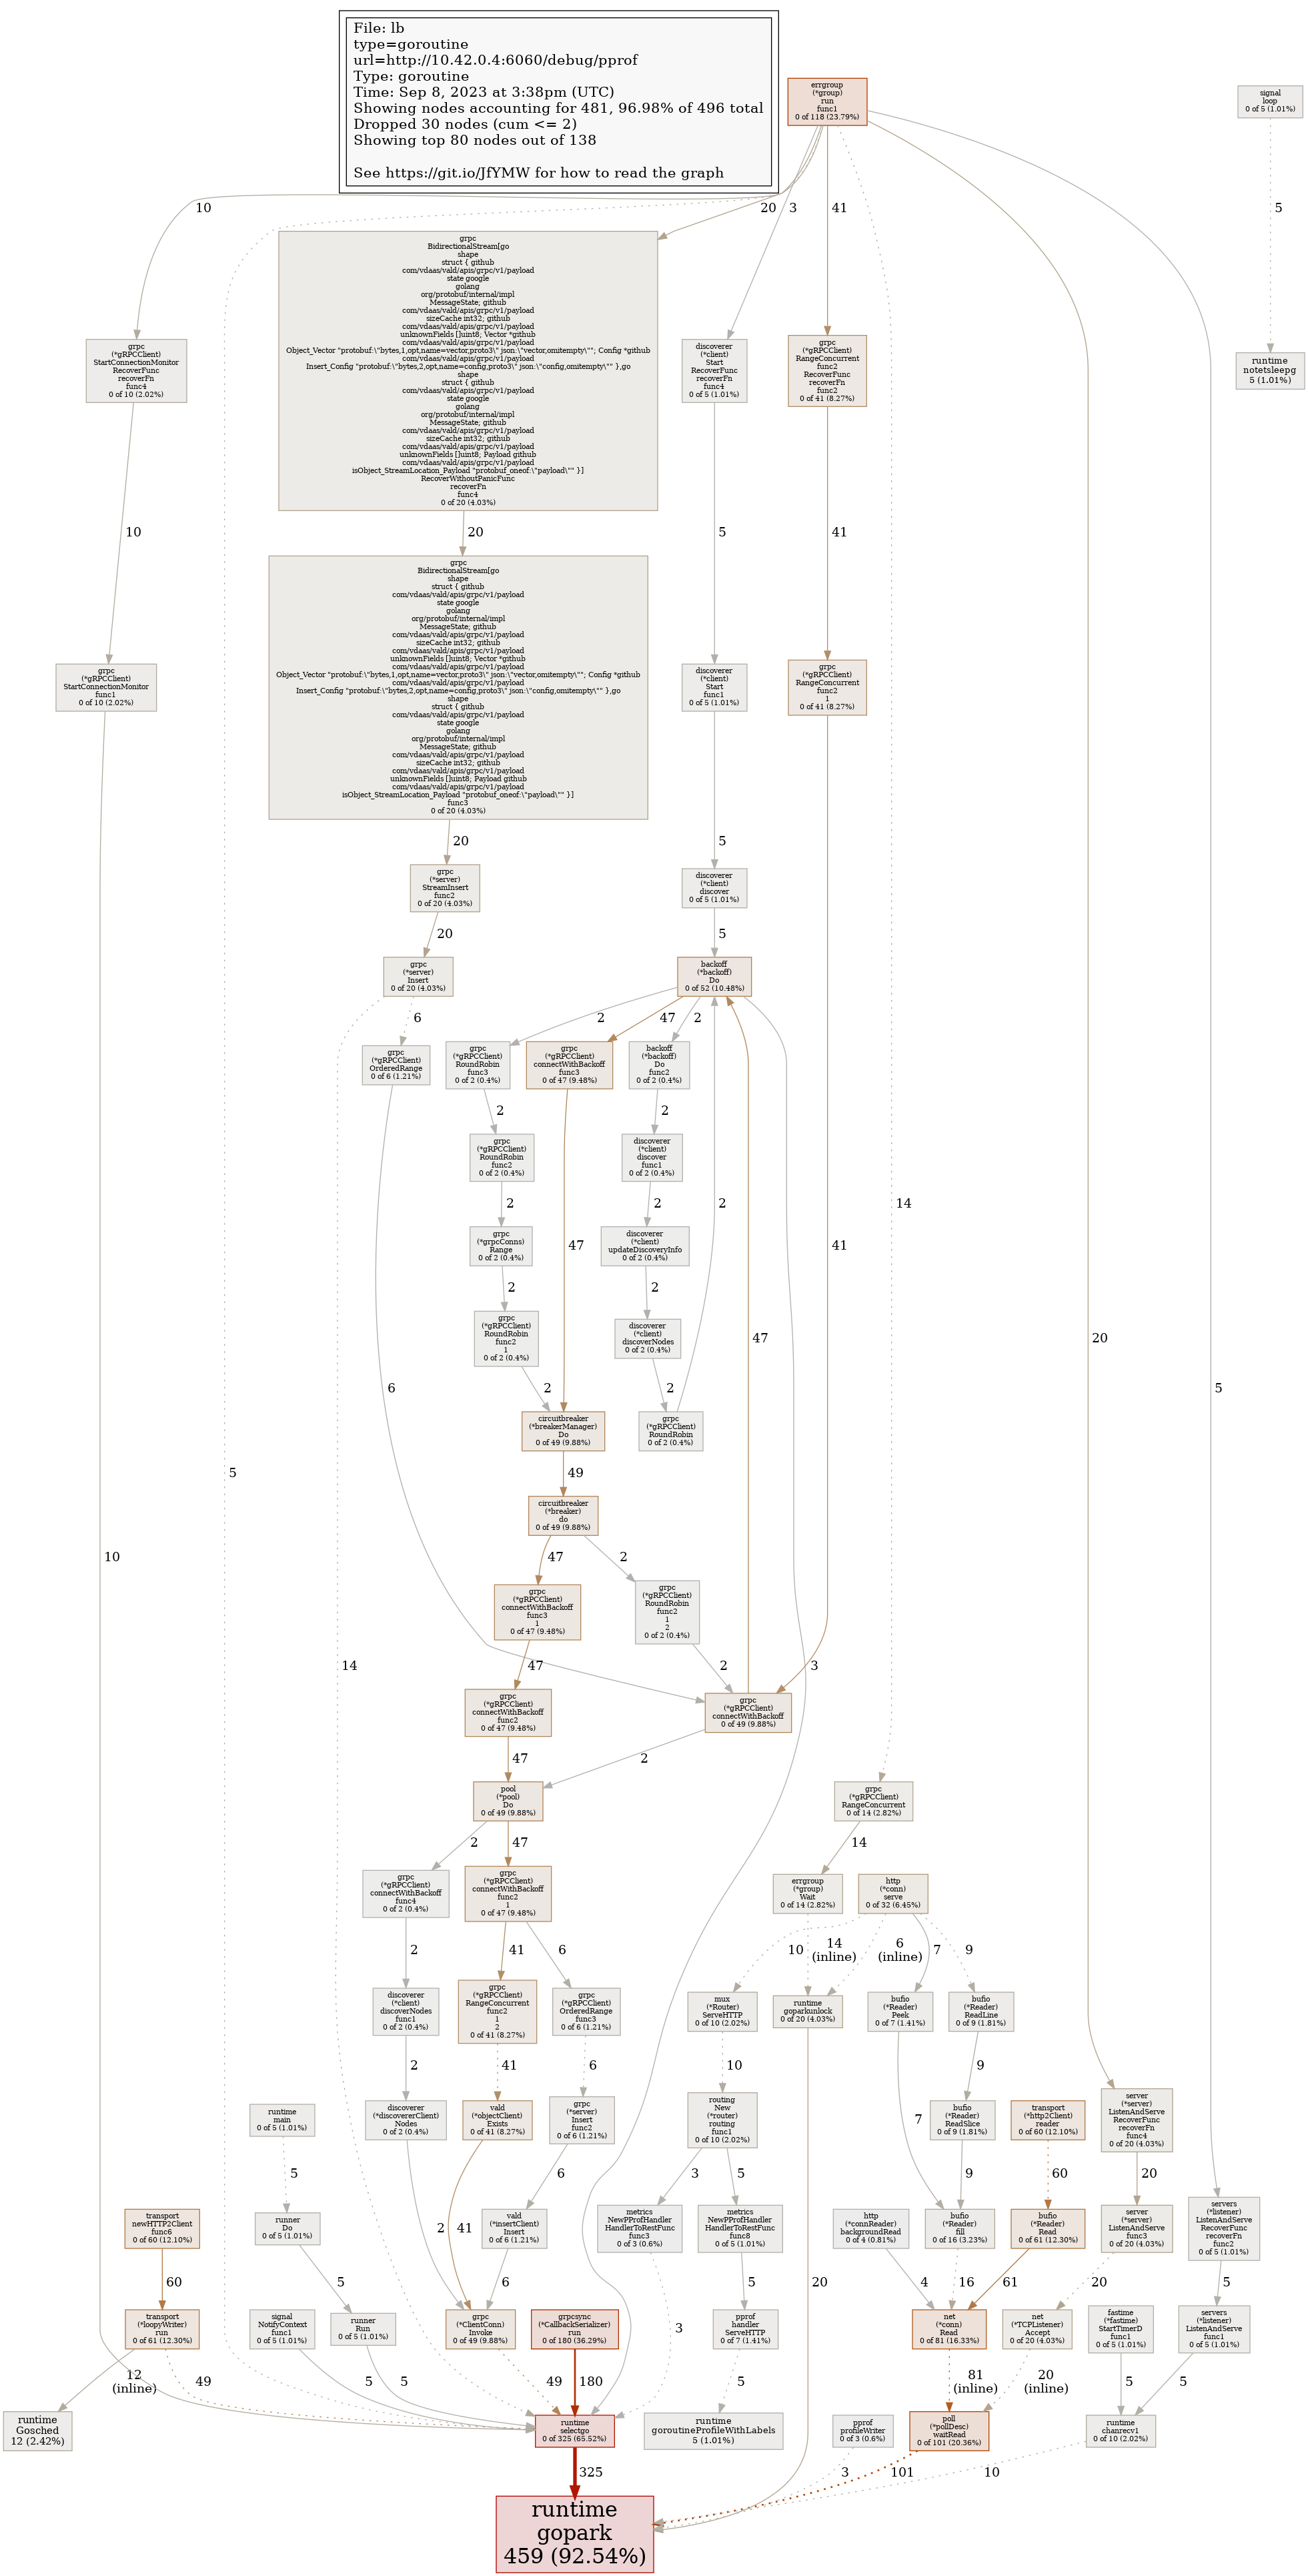 File: lb
type=goroutine
url=http://10.42.0.4:6060/debug/pprof
Type: goroutine
Time: Sep 8, 2023 at 3:38pm (UTC)
Showing nodes accounting for 481, 96.98% of 496 total
Dropped 30 nodes (cum <= 2)
Showing top 80 nodes out of 138
See https://git.io/JfYMW for how to read the graph
errgroup
(*group)
run
func1
0 of 118 (23.79%)
signal
loop
0 of 5 (1.01%)
10
20
3
41
5
grpc
BidirectionalStream[go
shape
struct { github
com/vdaas/vald/apis/grpc/v1/payload
state google
golang
org/protobuf/internal/impl
MessageState; github
com/vdaas/vald/apis/grpc/v1/payload
sizeCache int32; github
com/vdaas/vald/apis/grpc/v1/payload
unknownFields []uint8; Vector *github
com/vdaas/vald/apis/grpc/v1/payload
Object_Vector "protobuf:\"bytes,1,opt,name=vector,proto3\" json:\"vector,omitempty\""; Config *github
com/vdaas/vald/apis/grpc/v1/payload
Insert_Config "protobuf:\"bytes,2,opt,name=config,proto3\" json:\"config,omitempty\"" },go
shape
struct { github
com/vdaas/vald/apis/grpc/v1/payload
state google
golang
org/protobuf/internal/impl
MessageState; github
com/vdaas/vald/apis/grpc/v1/payload
sizeCache int32; github
com/vdaas/vald/apis/grpc/v1/payload
unknownFields []uint8; Payload github
com/vdaas/vald/apis/grpc/v1/payload
isObject_StreamLocation_Payload "protobuf_oneof:\"payload\"" }]
RecoverWithoutPanicFunc
recoverFn
func4
0 of 20 (4.03%)
grpc
(*gRPCClient)
StartConnectionMonitor
RecoverFunc
recoverFn
func4
0 of 10 (2.02%)
discoverer
(*client)
Start
RecoverFunc
recoverFn
func4
0 of 5 (1.01%)
grpc
(*gRPCClient)
RangeConcurrent
func2
RecoverFunc
recoverFn
func2
0 of 41 (8.27%)
runtime
notetsleepg
5 (1.01%)
10
20
5
41
grpc
BidirectionalStream[go
shape
struct { github
com/vdaas/vald/apis/grpc/v1/payload
state google
golang
org/protobuf/internal/impl
MessageState; github
com/vdaas/vald/apis/grpc/v1/payload
sizeCache int32; github
com/vdaas/vald/apis/grpc/v1/payload
unknownFields []uint8; Vector *github
com/vdaas/vald/apis/grpc/v1/payload
Object_Vector "protobuf:\"bytes,1,opt,name=vector,proto3\" json:\"vector,omitempty\""; Config *github
com/vdaas/vald/apis/grpc/v1/payload
Insert_Config "protobuf:\"bytes,2,opt,name=config,proto3\" json:\"config,omitempty\"" },go
shape
struct { github
com/vdaas/vald/apis/grpc/v1/payload
state google
golang
org/protobuf/internal/impl
MessageState; github
com/vdaas/vald/apis/grpc/v1/payload
sizeCache int32; github
com/vdaas/vald/apis/grpc/v1/payload
unknownFields []uint8; Payload github
com/vdaas/vald/apis/grpc/v1/payload
isObject_StreamLocation_Payload "protobuf_oneof:\"payload\"" }]
func3
0 of 20 (4.03%)
grpc
(*gRPCClient)
StartConnectionMonitor
func1
0 of 10 (2.02%)
discoverer
(*client)
Start
func1
0 of 5 (1.01%)
grpc
(*gRPCClient)
RangeConcurrent
func2
1
0 of 41 (8.27%)
20
5
grpc
(*server)
StreamInsert
func2
0 of 20 (4.03%)
discoverer
(*client)
discover
0 of 5 (1.01%)
20
5
grpc
(*server)
Insert
0 of 20 (4.03%)
backoff
(*backoff)
Do
0 of 52 (10.48%)
6
2
47
2
grpc
(*gRPCClient)
OrderedRange
0 of 6 (1.21%)
grpc
(*gRPCClient)
RoundRobin
func3
0 of 2 (0.4%)
grpc
(*gRPCClient)
connectWithBackoff
func3
0 of 47 (9.48%)
backoff
(*backoff)
Do
func2
0 of 2 (0.4%)
2
2
grpc
(*gRPCClient)
RoundRobin
func2
0 of 2 (0.4%)
discoverer
(*client)
discover
func1
0 of 2 (0.4%)
2
2
2
14
grpc
(*grpcConns)
Range
0 of 2 (0.4%)
discoverer
(*client)
updateDiscoveryInfo
0 of 2 (0.4%)
47
41
2
2
grpc
(*gRPCClient)
RoundRobin
func2
1
0 of 2 (0.4%)
discoverer
(*client)
discoverNodes
0 of 2 (0.4%)
47
20
6
2
2
5
circuitbreaker
(*breakerManager)
Do
0 of 49 (9.88%)
grpc
(*gRPCClient)
RoundRobin
0 of 2 (0.4%)
5
49
circuitbreaker
(*breaker)
do
0 of 49 (9.88%)
10
47
2
grpc
(*gRPCClient)
connectWithBackoff
func3
1
0 of 47 (9.48%)
grpc
(*gRPCClient)
RoundRobin
func2
1
2
0 of 2 (0.4%)
14
47
2
3
grpc
(*gRPCClient)
connectWithBackoff
func2
0 of 47 (9.48%)
grpc
(*gRPCClient)
connectWithBackoff
0 of 49 (9.88%)
47
2
pool
(*pool)
Do
0 of 49 (9.88%)
grpc
(*gRPCClient)
RangeConcurrent
0 of 14 (2.82%)
2
47
14
grpc
(*gRPCClient)
connectWithBackoff
func4
0 of 2 (0.4%)
grpc
(*gRPCClient)
connectWithBackoff
func2
1
0 of 47 (9.48%)
errgroup
(*group)
Wait
0 of 14 (2.82%)
http
(*conn)
serve
0 of 32 (6.45%)
2
41
6
10
14
(inline)
6
(inline)
7
9
discoverer
(*client)
discoverNodes
func1
0 of 2 (0.4%)
grpc
(*gRPCClient)
RangeConcurrent
func2
1
2
0 of 41 (8.27%)
grpc
(*gRPCClient)
OrderedRange
func3
0 of 6 (1.21%)
mux
(*Router)
ServeHTTP
0 of 10 (2.02%)
runtime
goparkunlock
0 of 20 (4.03%)
bufio
(*Reader)
Peek
0 of 7 (1.41%)
bufio
(*Reader)
ReadLine
0 of 9 (1.81%)
2
41
6
10
9
runtime
main
0 of 5 (1.01%)
discoverer
(*discovererClient)
Nodes
0 of 2 (0.4%)
vald
(*objectClient)
Exists
0 of 41 (8.27%)
grpc
(*server)
Insert
func2
0 of 6 (1.21%)
routing
New
(*router)
routing
func1
0 of 10 (2.02%)
7
bufio
(*Reader)
ReadSlice
0 of 9 (1.81%)
transport
(*http2Client)
reader
0 of 60 (12.10%)
server
(*server)
ListenAndServe
RecoverFunc
recoverFn
func4
0 of 20 (4.03%)
5
6
3
5
9
60
20
transport
newHTTP2Client
func6
0 of 60 (12.10%)
runner
Do
0 of 5 (1.01%)
2
41
vald
(*insertClient)
Insert
0 of 6 (1.21%)
metrics
NewPProfHandler
HandlerToRestFunc
func3
0 of 3 (0.6%)
metrics
NewPProfHandler
HandlerToRestFunc
func8
0 of 5 (1.01%)
http
(*connReader)
backgroundRead
0 of 4 (0.81%)
bufio
(*Reader)
fill
0 of 16 (3.23%)
bufio
(*Reader)
Read
0 of 61 (12.30%)
server
(*server)
ListenAndServe
func3
0 of 20 (4.03%)
servers
(*listener)
ListenAndServe
RecoverFunc
recoverFn
func2
0 of 5 (1.01%)
60
5
6
5
20
4
16
61
20
5
transport
(*loopyWriter)
run
0 of 61 (12.30%)
signal
NotifyContext
func1
0 of 5 (1.01%)
runner
Run
0 of 5 (1.01%)
grpc
(*ClientConn)
Invoke
0 of 49 (9.88%)
grpcsync
(*CallbackSerializer)
run
0 of 180 (36.29%)
3
pprof
handler
ServeHTTP
0 of 7 (1.41%)
net
(*conn)
Read
0 of 81 (16.33%)
net
(*TCPListener)
Accept
0 of 20 (4.03%)
fastime
(*fastime)
StartTimerD
func1
0 of 5 (1.01%)
servers
(*listener)
ListenAndServe
func1
0 of 5 (1.01%)
12
(inline)
49
5
5
49
180
5
81
(inline)
20
(inline)
5
5
runtime
Gosched
12 (2.42%)
runtime
selectgo
0 of 325 (65.52%)
runtime
goroutineProfileWithLabels
5 (1.01%)
pprof
profileWriter
0 of 3 (0.6%)
poll
(*pollDesc)
waitRead
0 of 101 (20.36%)
runtime
chanrecv1
0 of 10 (2.02%)
325
3
101
10
runtime
gopark
459 (92.54%)